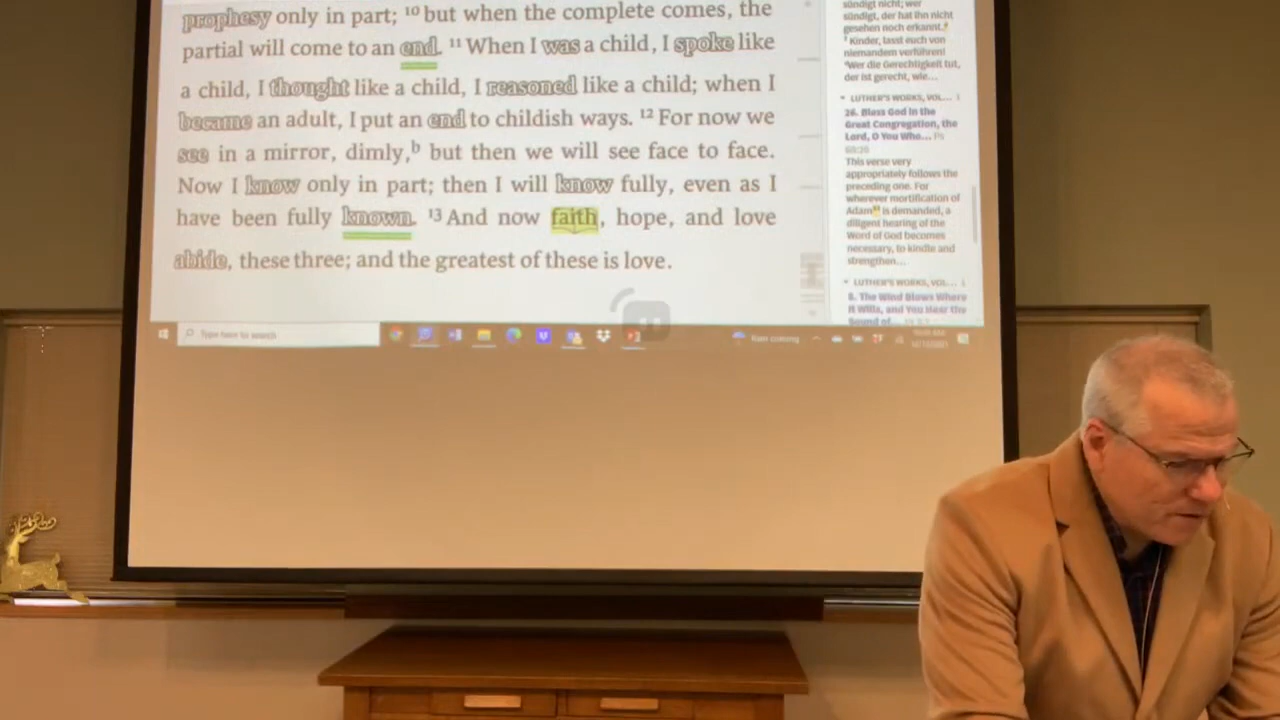 prophesy only in part; ¹⁰ but when the complete comes, the
partial will come to an end. ¹¹ When I was a child, I spoke like
a child, I thought like a child, I reasoned like a child; when I
became an adult, I put an end to childish ways. ¹² For now we
see in a mirror, dimly,ᵇ but then we will see face to face.
Now I know only in part; then I will know fully, even as I
have been fully known. ¹³ And now faith, hope, and love
abide, these three; and the greatest of these is love.
sündigt nicht; wer
sündigt, der hat ihn nicht
gesehen noch erkannt.
⁷ Kinder, lasst euch von
niemandem verführen!
Wer die Gerechtigkeit tut,
der ist gerecht, wie...
LUTHER'S WORKS, VOL...
26. Bless God in the
Great Congregation, the
Lord, O You Who... Ps
68:26
This verse very
appropriately follows the
preceding one. For
wherever mortification of
Adam is demanded, a
diligent hearing of the
Word of God becomes
necessary, to kindle and
strengthen...
LUTHER'S WORKS, VOL...
8. The Wind Blows Where
It Wills, and You Hear the
Sound of...
Type here to search
Rain coming